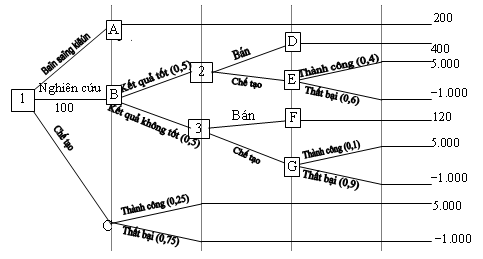 A
200
Baùn saùng kieán
1
Nghiên cứu
100
B
Kết quả tốt (0,5)
2
Bán
D
400
Chế tạo
E
Thành công (0,4)
5.000
Thất bại (0,6)
-1.000
Kết quả không tốt (0,5)
3
Bán
F
120
Chế tạo
G
Thành công (0,1)
5.000
Thất bại (0,9)
-1.000
Chế tạo
C
Thành công (0,25)
5.000
Thất bại (0,75)
-1.000